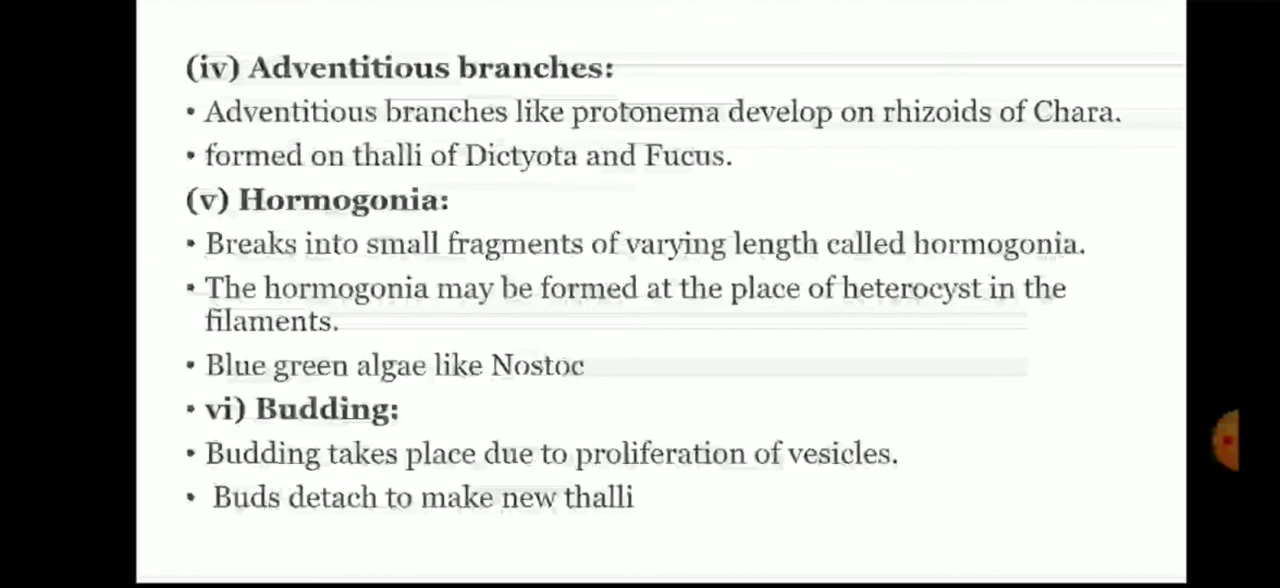 (iv) Adventitious branches:
• Adventitious branches like protonema develop on rhizoids of Chara.
• formed on thalli of Dictyota and Fucus.
(v) Hormogonia:
• Breaks into small fragments of varying length called hormogonia.
• The hormogonia may be formed at the place of heterocyst in the
filaments.
• Blue green algae like Nostoc
• vi) Budding:
• Budding takes place due to proliferation of vesicles.
• Buds detach to make new thalli